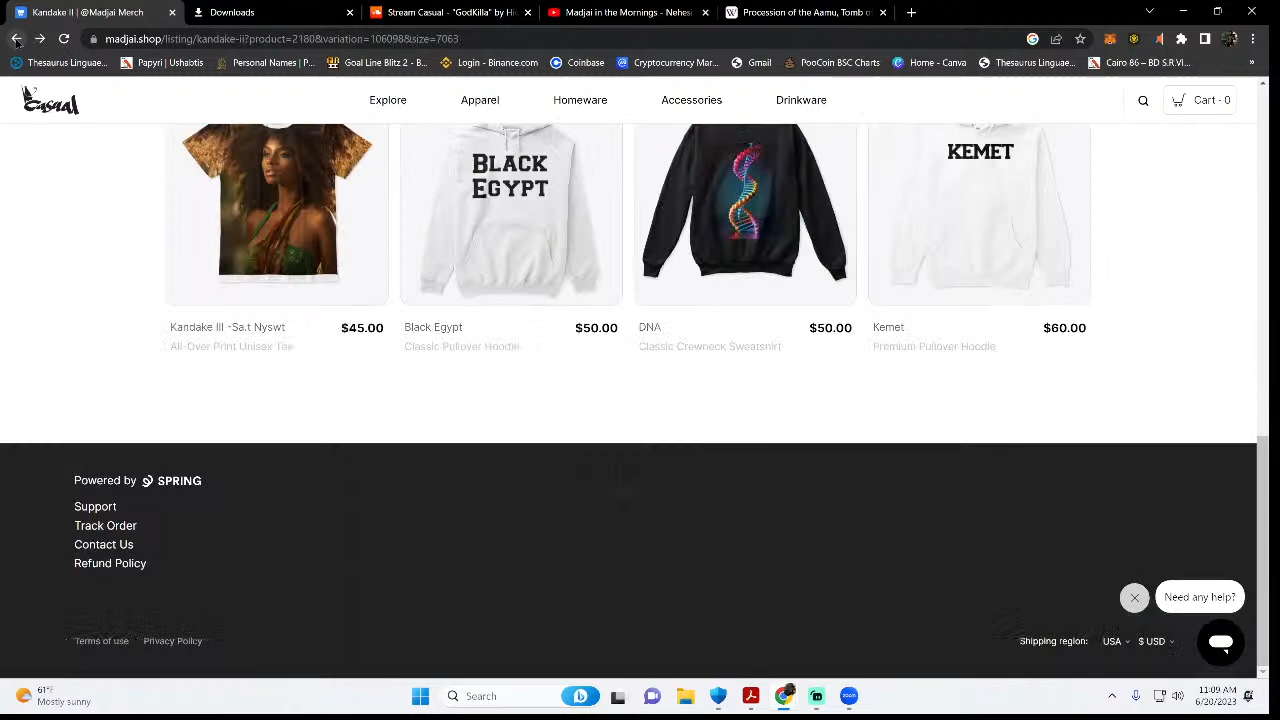 Kandake II | @Madjai Merch
Downloads
Stream Casual - "GodKilla" by Hi
Madjai in the Mornings - Nehesi
Procession of the Aamu, Tomb o
madjai.shop/listing/kandake-ii?product=2180&variation=106098&size=7063
Thesaurus Linguae...
Papyri | Ushabtis
Personal Names | P...
Goal Line Blitz 2 - B...
Login - Binance.com
Coinbase
Cryptocurrency Mar...
Gmail
PooCoin BSC Charts
Home - Canva
Thesaurus Linguae...
Cairo 86 – BD S.R.VI...
»
Casual
Explore
Apparel
Homeware
Accessories
Drinkware
Cart · 0
BLACK
EGYPT
KEMET
Kandake III -Sa.t Nyswt $45.00
All-Over Print Unisex Tee
Black Egypt $50.00
Classic Pullover Hoodie
DNA $50.00
Classic Crewneck Sweatshirt
Kemet $60.00
Premium Pullover Hoodie
Powered by SPRING
Support
Track Order
Contact Us
Refund Policy
Need any help?
Terms of use Privacy Policy
Shipping region: USA $ USD
61°F
Mostly sunny
Search
11:09 AM
6/20/2023